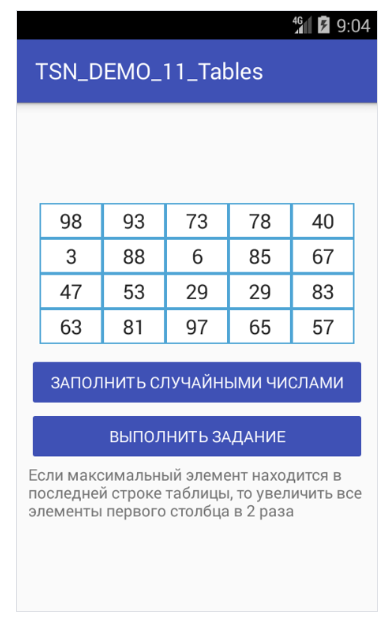 4G 9:04
TSN_DEMO_11_Tables
98 93 73 78 40
3 88 6 85 67
47 53 29 29 83
63 81 97 65 57
ЗАПОЛНИТЬ СЛУЧАЙНЫМИ ЧИСЛАМИ
ВЫПОЛНИТЬ ЗАДАНИЕ
Если максимальный элемент находится в
последней строке таблицы, то увеличить все
элементы первого столбца в 2 раза